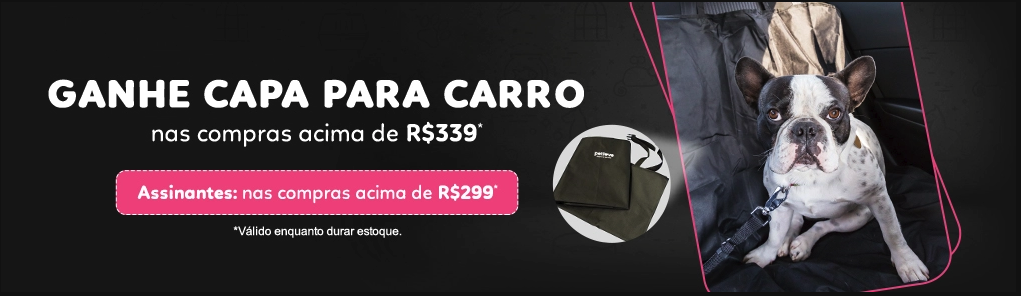 GANHE CAPA PARA CARRO
nas compras acima de R$339*
Assinantes: nas compras acima de R$299*
*Válido enquanto durar estoque.
petlove